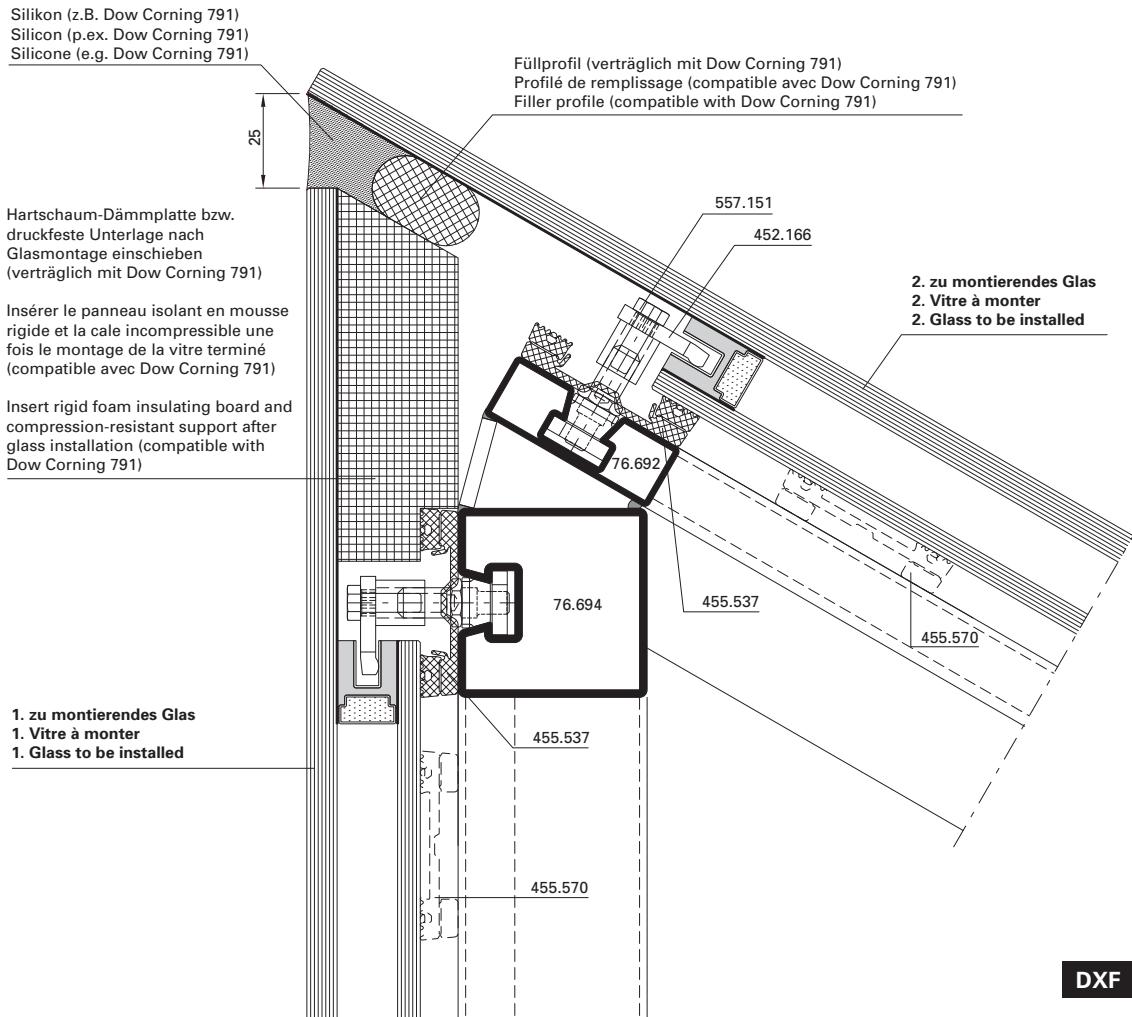 Silikon (z.B. Dow Corning 791)
Silicon (p.ex. Dow Corning 791)
Silicone (e.g. Dow Corning 791)
Füllprofil (verträglich mit Dow Corning 791)
Profilé de remplissage (compatible avec Dow Corning 791)
Filler profile (compatible with Dow Corning 791)
25
Hartschaum-Dämmplatte bzw.
druckfeste Unterlage nach
Glasmontage einschieben
(verträglich mit Dow Corning 791)
Insérer le panneau isolant en mousse
rigide et la cale incompressible une
fois le montage de la vitre terminé
(compatible avec Dow Corning 791)
Insert rigid foam insulating board and
compression-resistant support after
glass installation (compatible with
Dow Corning 791)
557.151
452.166
2. zu montierendes Glas
2. Vitre à monter
2. Glass to be installed
76.692
76.694
455.537
455.570
1. zu montierendes Glas
1. Vitre à monter
1. Glass to be installed
455.537
455.570
DXF